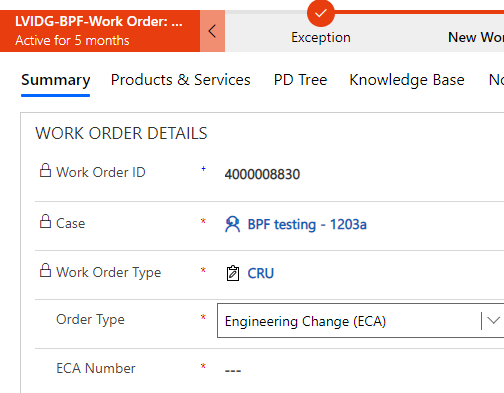 LVIDG-BPF-Work Order: ...
Active for 5 months
Exception
New Wor
Summary Products & Services PD Tree Knowledge Base No
WORK ORDER DETAILS
Work Order ID + 4000008830
Case * BPF testing - 1203a
Work Order Type * CRU
Order Type * Engineering Change (ECA)
ECA Number * ---